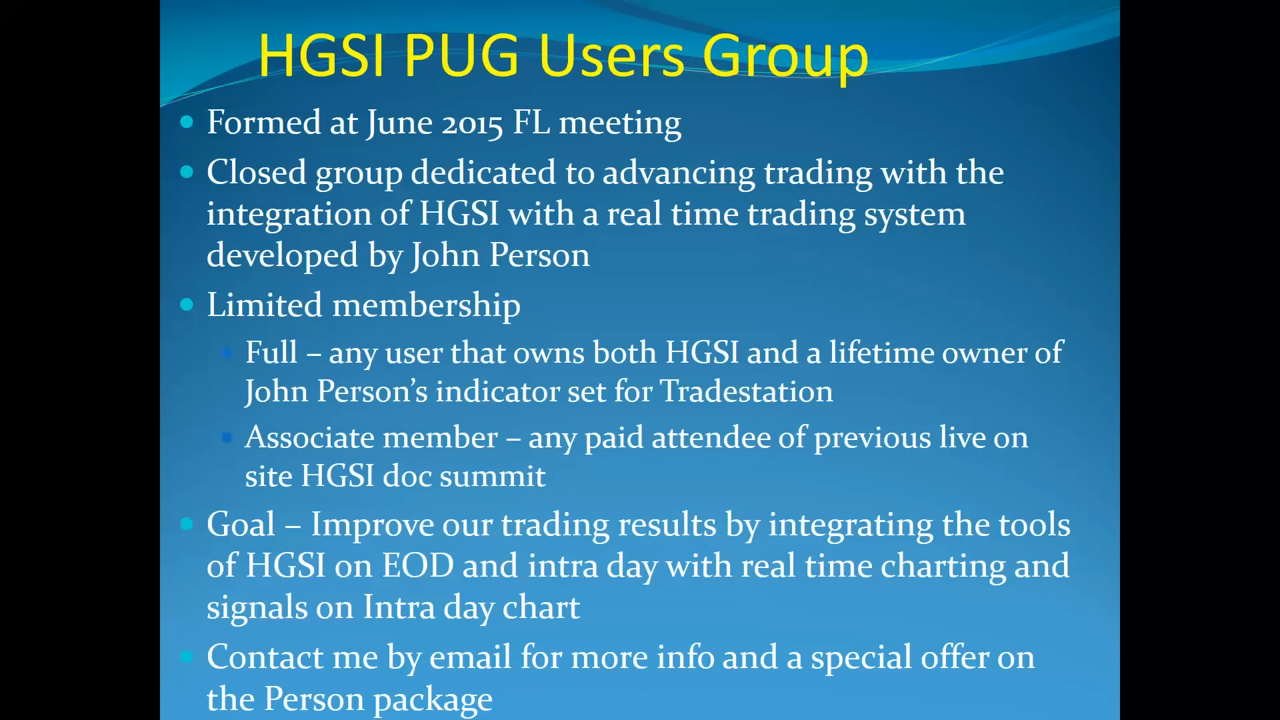 HGSI PUG Users Group
Formed at June 2015 FL meeting
Closed group dedicated to advancing trading with the
integration of HGSI with a real time trading system
developed by John Person
Limited membership
Full – any user that owns both HGSI and a lifetime owner of
John Person's indicator set for Tradestation
Associate member – any paid attendee of previous live on
site HGSI doc summit
Goal – Improve our trading results by integrating the tools
of HGSI on EOD and intra day with real time charting and
signals on Intra day chart
Contact me by email for more info and a special offer on
the Person package